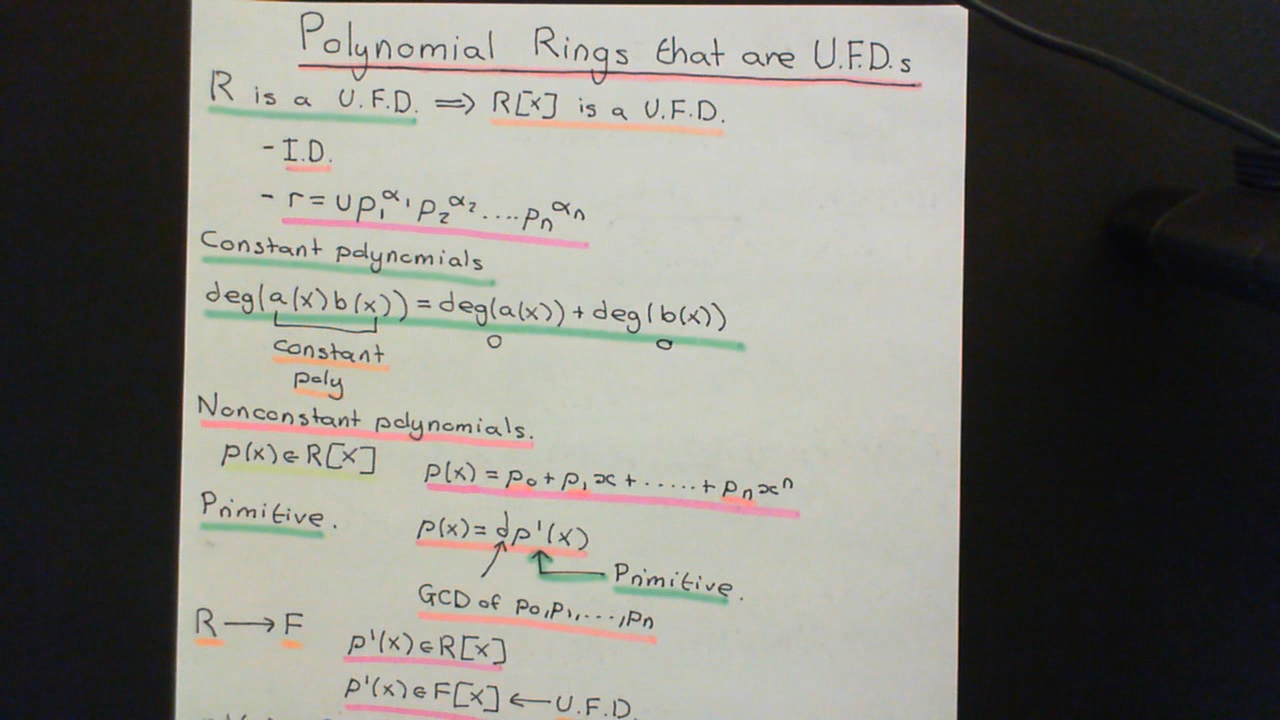 Polynomial Rings that are U.F.D.s
R is a U.F.D. ⟹ R[x] is a U.F.D.
- I.D.
- r = up₁^α₁ p₂^α₂ .... pₙ^αₙ
Constant polynomials
deg(a(x)b(x)) = deg(a(x)) + deg(b(x))
0 0
constant
poly
Nonconstant polynomials.
p(x) ∈ R[x]
p(x) = p₀ + p₁x + ...... + pₙxⁿ
Primitive.
p(x) = dp'(x)
Primitive.
GCD of p₀,p₁,...,pₙ
R ⟶ F
p'(x) ∈ R[x]
p'(x) ∈ F[x] ⟵ U.F.D.